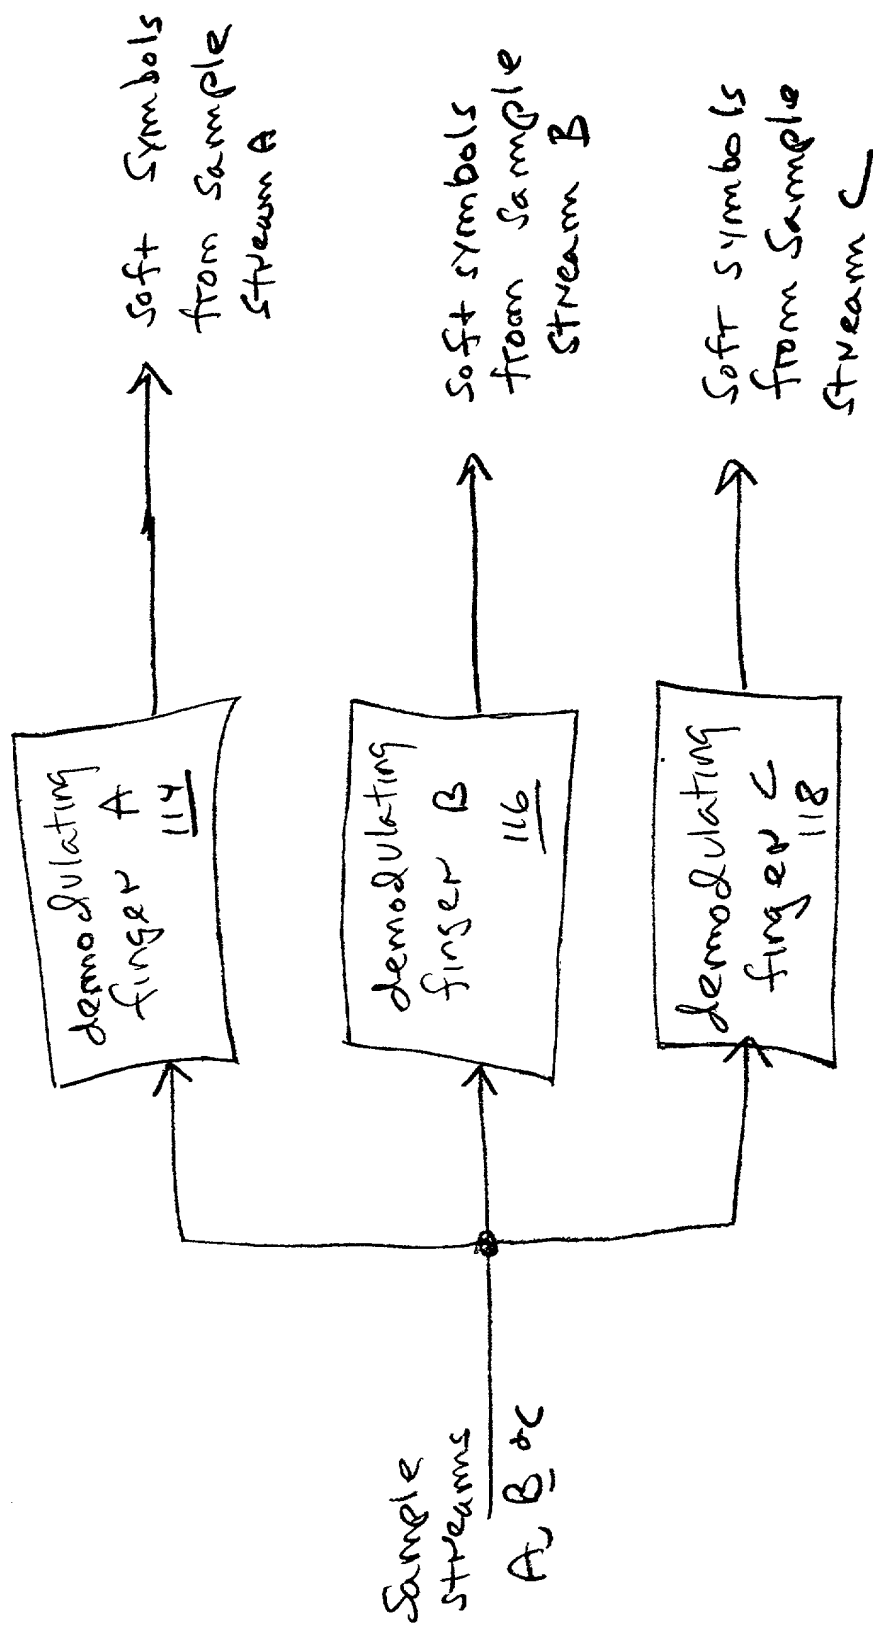 Sample
streams
A, B & C
demodulating
finger A
114
soft symbols
from sample
stream A
demodulating
finger B
116
soft symbols
from sample
stream B
demodulating
finger C
118
soft symbols
from sample
stream C